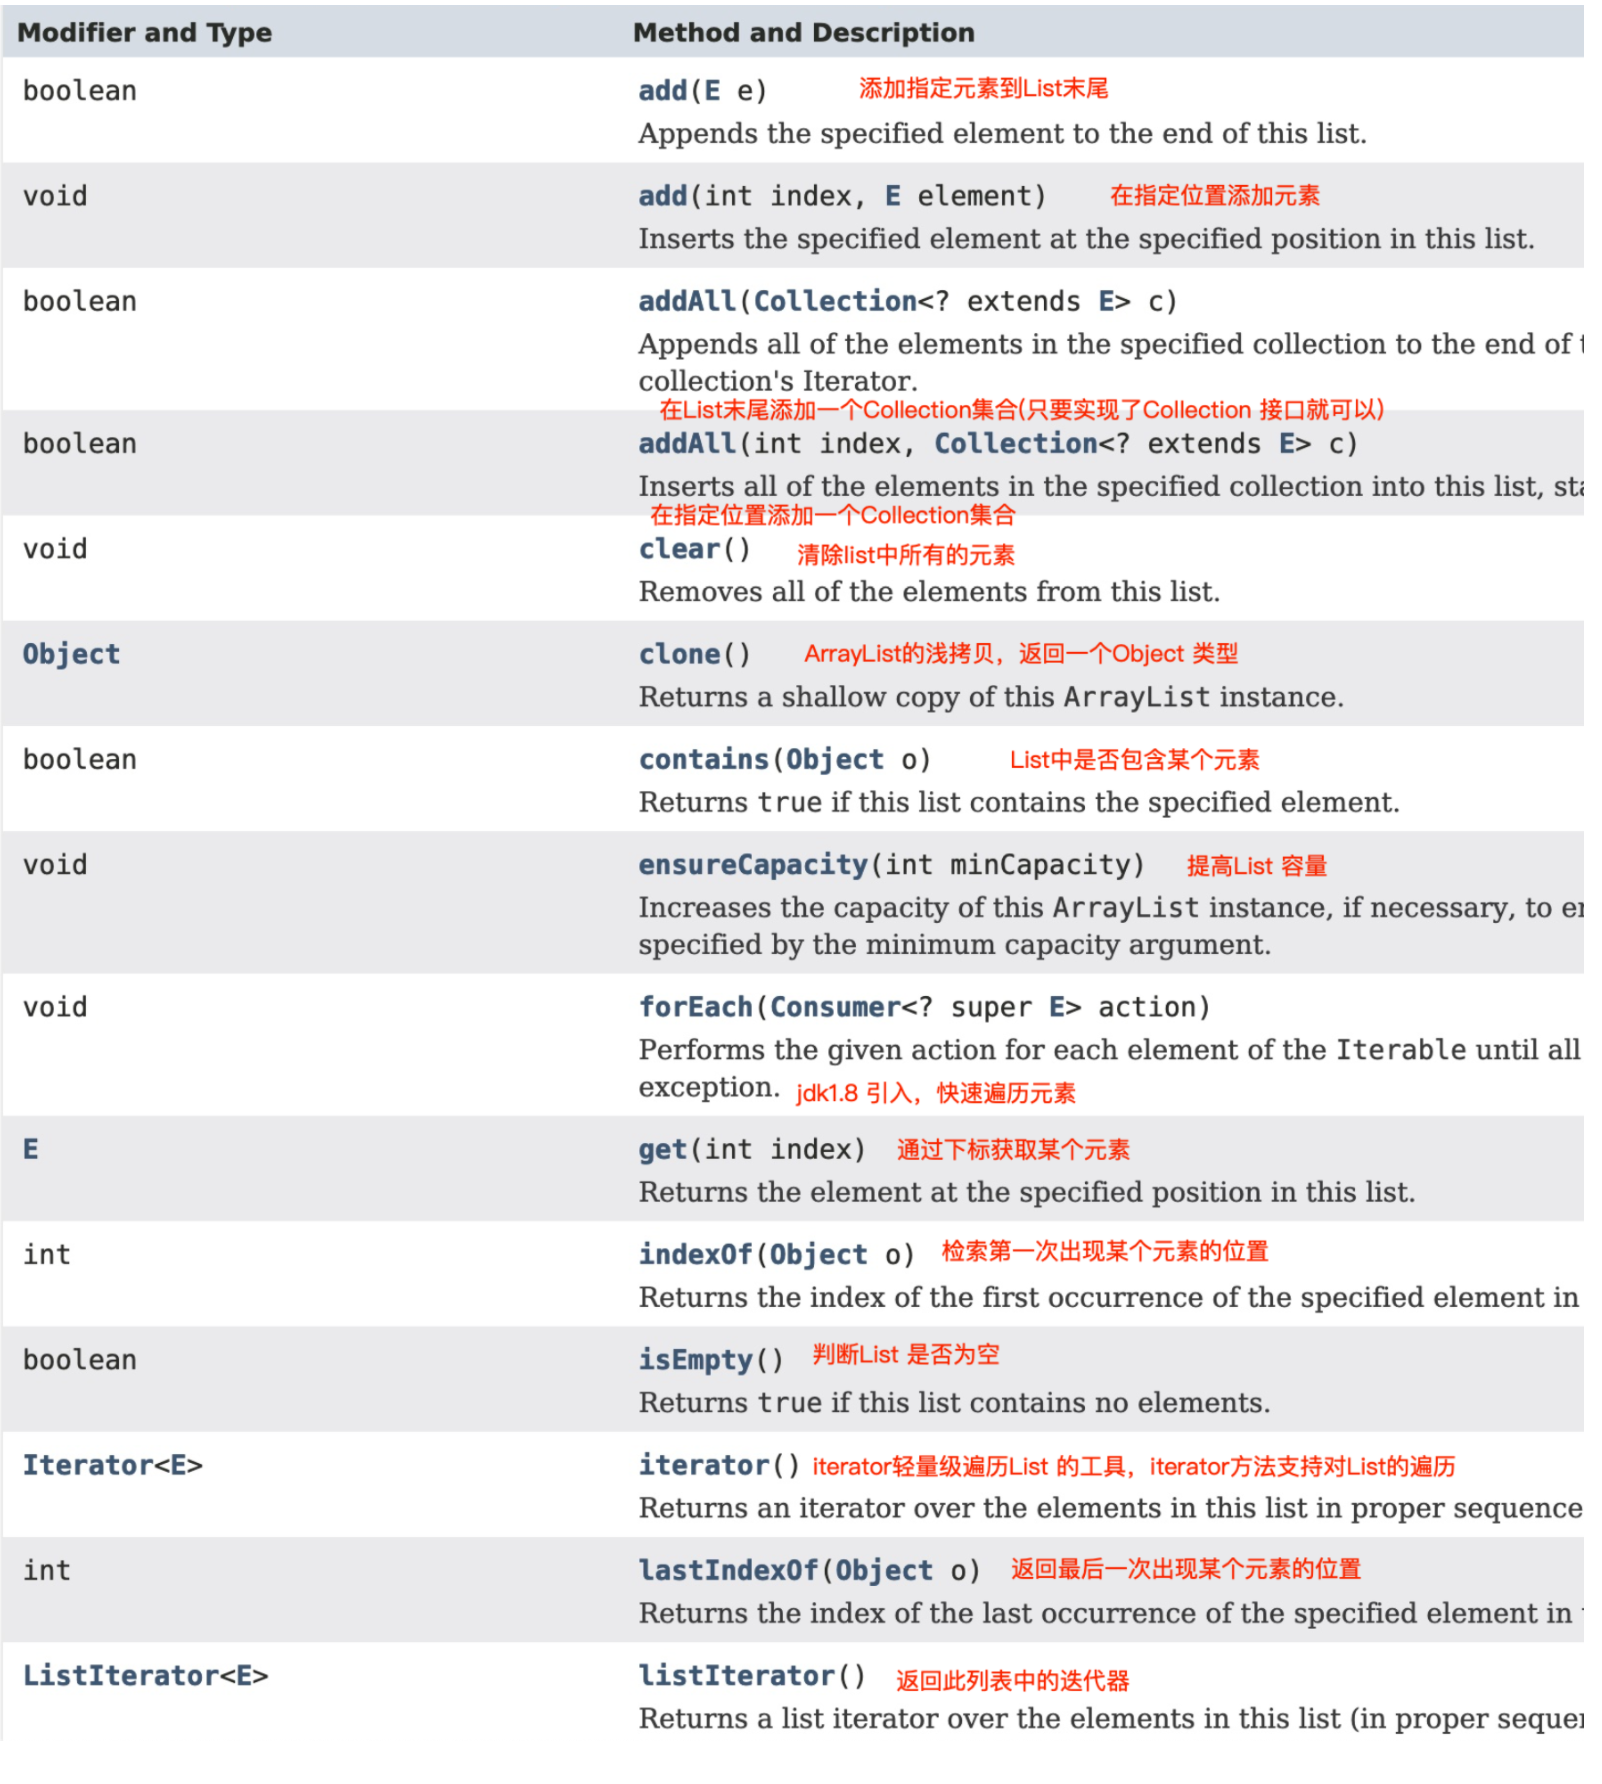 Modifier and Type Method and Description
boolean add(E e) 添加指定元素到List末尾
Appends the specified element to the end of this list.
void add(int index, E element) 在指定位置添加元素
Inserts the specified element at the specified position in this list.
boolean addAll(Collection<? extends E> c)
Appends all of the elements in the specified collection to the end of
collection's Iterator.
在List末尾添加一个Collection集合(只要实现了Collection 接口就可以)
boolean addAll(int index, Collection<? extends E> c)
Inserts all of the elements in the specified collection into this list, sta
在指定位置添加一个Collection集合
void clear() 清除list中所有的元素
Removes all of the elements from this list.
Object clone() ArrayList的浅拷贝，返回一个Object 类型
Returns a shallow copy of this ArrayList instance.
boolean contains(Object o) List中是否包含某个元素
Returns true if this list contains the specified element.
void ensureCapacity(int minCapacity) 提高List 容量
Increases the capacity of this ArrayList instance, if necessary, to e
specified by the minimum capacity argument.
void forEach(Consumer<? super E> action)
Performs the given action for each element of the Iterable until all
exception. jdk1.8 引入，快速遍历元素
E get(int index) 通过下标获取某个元素
Returns the element at the specified position in this list.
int indexOf(Object o) 检索第一次出现某个元素的位置
Returns the index of the first occurrence of the specified element in
boolean isEmpty() 判断List 是否为空
Returns true if this list contains no elements.
Iterator<E> iterator() iterator轻量级遍历List 的工具，iterator方法支持对List的遍历
Returns an iterator over the elements in this list in proper sequence
int lastIndexOf(Object o) 返回最后一次出现某个元素的位置
Returns the index of the last occurrence of the specified element in
ListIterator<E> listIterator() 返回此列表中的迭代器
Returns a list iterator over the elements in this list (in proper seque